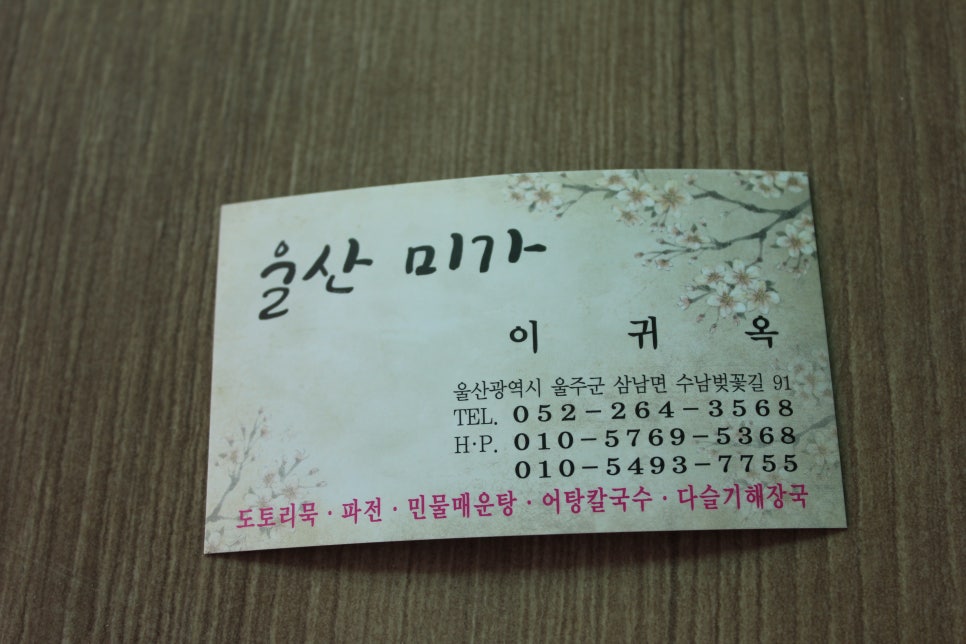 울산 미가
이 귀 옥
울산광역시 울주군 삼남면 수남벚꽃길 91
TEL. 052-264-3568
H·P. 010-5769-5368
010-5493-7755
도토리묵 · 파전 · 민물매운탕 · 어탕칼국수 · 다슬기해장국